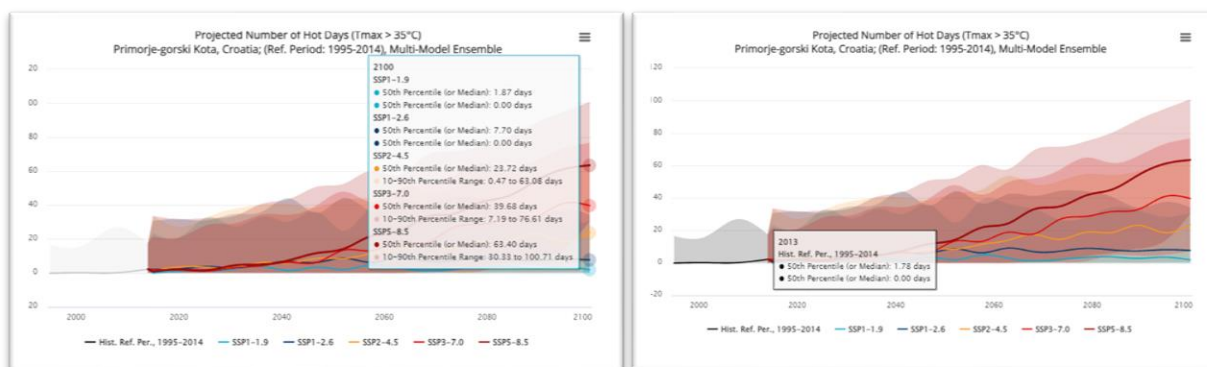 Projected Number of Hot Days (Tmax > 35°C)
Primorje-gorski Kota, Croatia; (Ref. Period: 1995-2014), Multi-Model Ensemble
20
00
80
60
40
20
0
20
2000
2020
2040
2060
2080
2100
2100
SSP1-1.9
50th Percentile (or Median): 1.87 days
50th Percentile (or Median): 0.00 days
SSP1-2.6
50th Percentile (or Median): 7.70 days
50th Percentile (or Median): 0.00 days
SSP2-4.5
50th Percentile (or Median): 23.72 days
10-90th Percentile Range: 0.47 to 63.08 days
SSP3-7.0
50th Percentile (or Median): 39.68 days
10-90th Percentile Range: 7.19 to 76.61 days
SSP5-8.5
50th Percentile (or Median): 63.40 days
10-90th Percentile Range: 30.33 to 100.71 days
Hist. Ref. Per., 1995-2014 SSP1-1.9 SSP1-2.6 SSP2-4.5 SSP3-7.0 SSP5-8.5
Projected Number of Hot Days (Tmax > 35°C)
Primorje-gorski Kota, Croatia; (Ref. Period: 1995-2014), Multi-Model Ensemble
120
100
80
60
40
20
0
-20
2000
2020
2040
2060
2080
2100
2013
Hist. Ref. Per., 1995-2014
50th Percentile (or Median): 1.78 days
50th Percentile (or Median): 0.00 days
Hist. Ref. Per., 1995-2014 SSP1-1.9 SSP1-2.6 SSP2-4.5 SSP3-7.0 SSP5-8.5